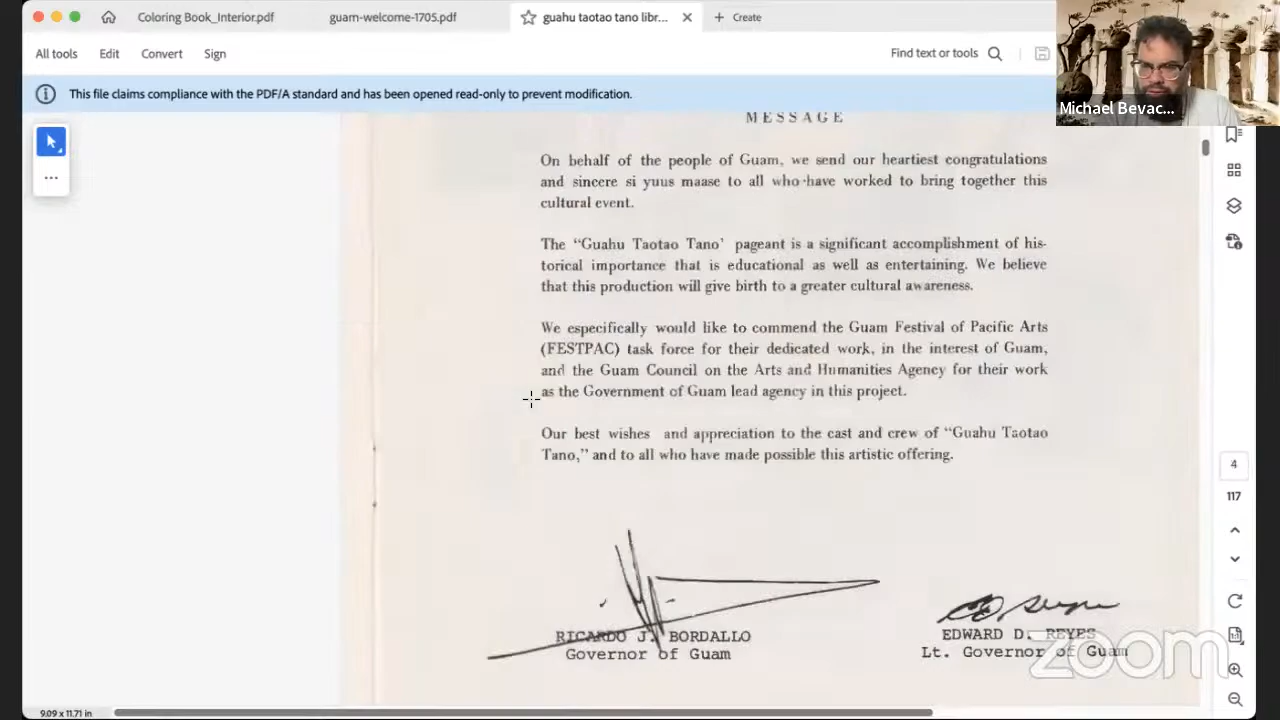 Coloring Book_Interior.pdf
guam-welcome-1705.pdf
guahu taotao tano libr...
Create
All tools
Edit
Convert
Sign
Find text or tools
This file claims compliance with the PDF/A standard and has been opened read-only to prevent modification.
Michael Bevac...
MESSAGE
On behalf of the people of Guam, we send our heartiest congratulations
and sincere si yuus maase to all who have worked to bring together this
cultural event.
The “Guahu Taotao Tano’ pageant is a significant accomplishment of his-
torical importance that is educational as well as entertaining. We believe
that this production will give birth to a greater cultural awareness.
We especifically would like to commend the Guam Festival of Pacific Arts
(FESTPAC) task force for their dedicated work, in the interest of Guam,
and the Guam Council on the Arts and Humanities Agency for their work
as the Government of Guam lead agency in this project.
Our best wishes and appreciation to the cast and crew of “Guahu Taotao
Tano,” and to all who have made possible this artistic offering.
RICARDO J. BORDALLO
Governor of Guam
EDWARD D. REYES
Lt. Governor of Guam
4
117
zoom
9.09 x 11.71 in